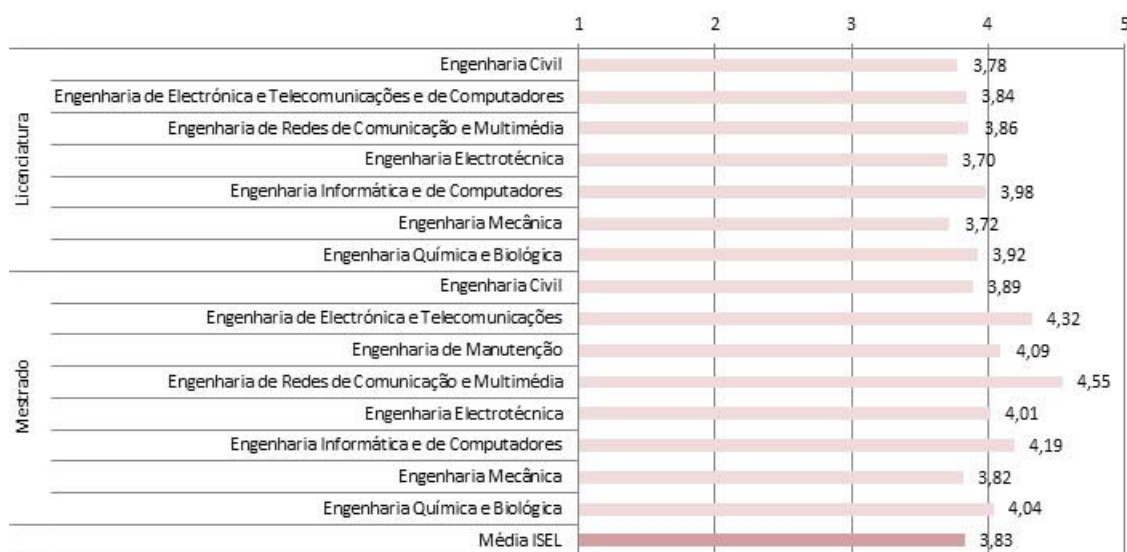 1 2 3 4 5
Licenciatura
Engenharia Civil 3,78
Engenharia de Electrónica e Telecomunicações e de Computadores 3,84
Engenharia de Redes de Comunicação e Multimédia 3,86
Engenharia Electrotécnica 3,70
Engenharia Informática e de Computadores 3,98
Engenharia Mecânica 3,72
Engenharia Química e Biológica 3,92
Mestrado
Engenharia Civil 3,89
Engenharia de Electrónica e Telecomunicações 4,32
Engenharia de Manutenção 4,09
Engenharia de Redes de Comunicação e Multimédia 4,55
Engenharia Electrotécnica 4,01
Engenharia Informática e de Computadores 4,19
Engenharia Mecânica 3,82
Engenharia Química e Biológica 4,04
Média ISEL 3,83